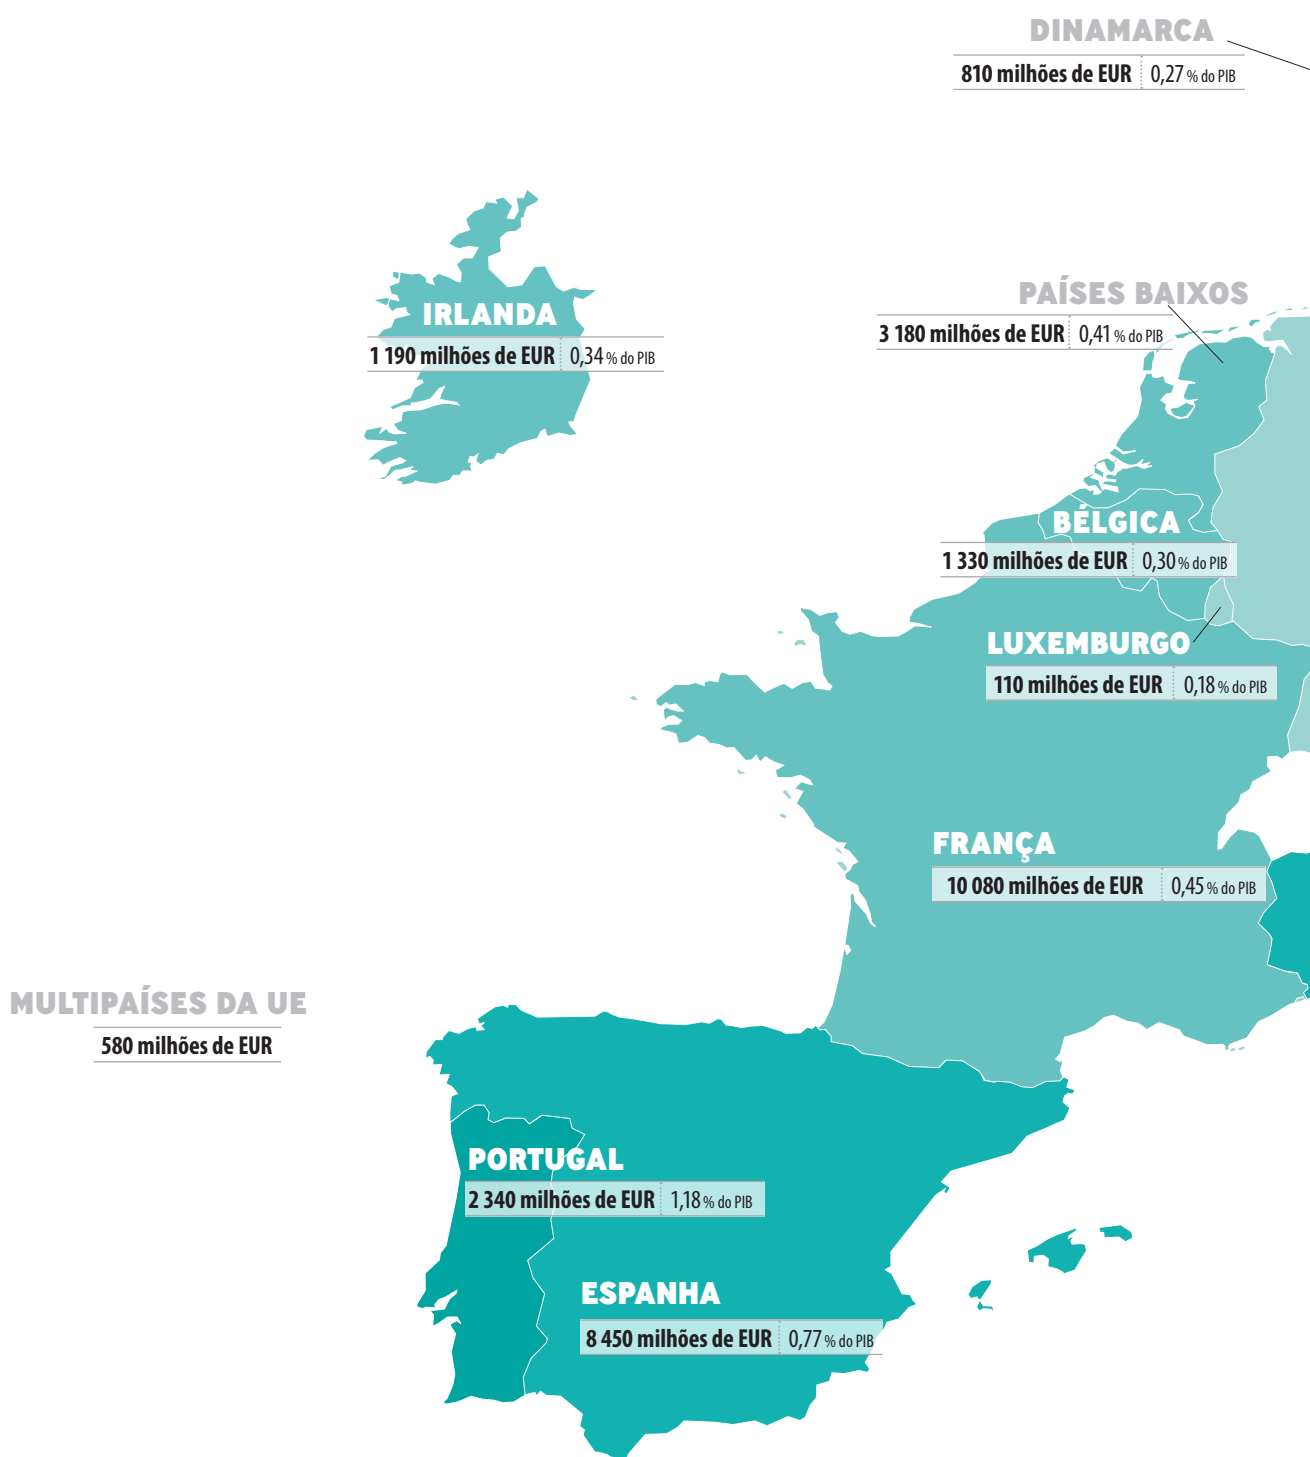 DINAMARCA
810 milhões de EUR 0,27 % do PIB
IRLANDA
1 190 milhões de EUR 0,34 % do PIB
PAÍSES BAIXOS
3 180 milhões de EUR 0,41 % do PIB
BÉLGICA
1 330 milhões de EUR 0,30 % do PIB
LUXEMBURGO
110 milhões de EUR 0,18 % do PIB
FRANÇA
10 080 milhões de EUR 0,45 % do PIB
MULTIPAÍSES DA UE
580 milhões de EUR
PORTUGAL
2 340 milhões de EUR 1,18 % do PIB
ESPANHA
8 450 milhões de EUR 0,77 % do PIB